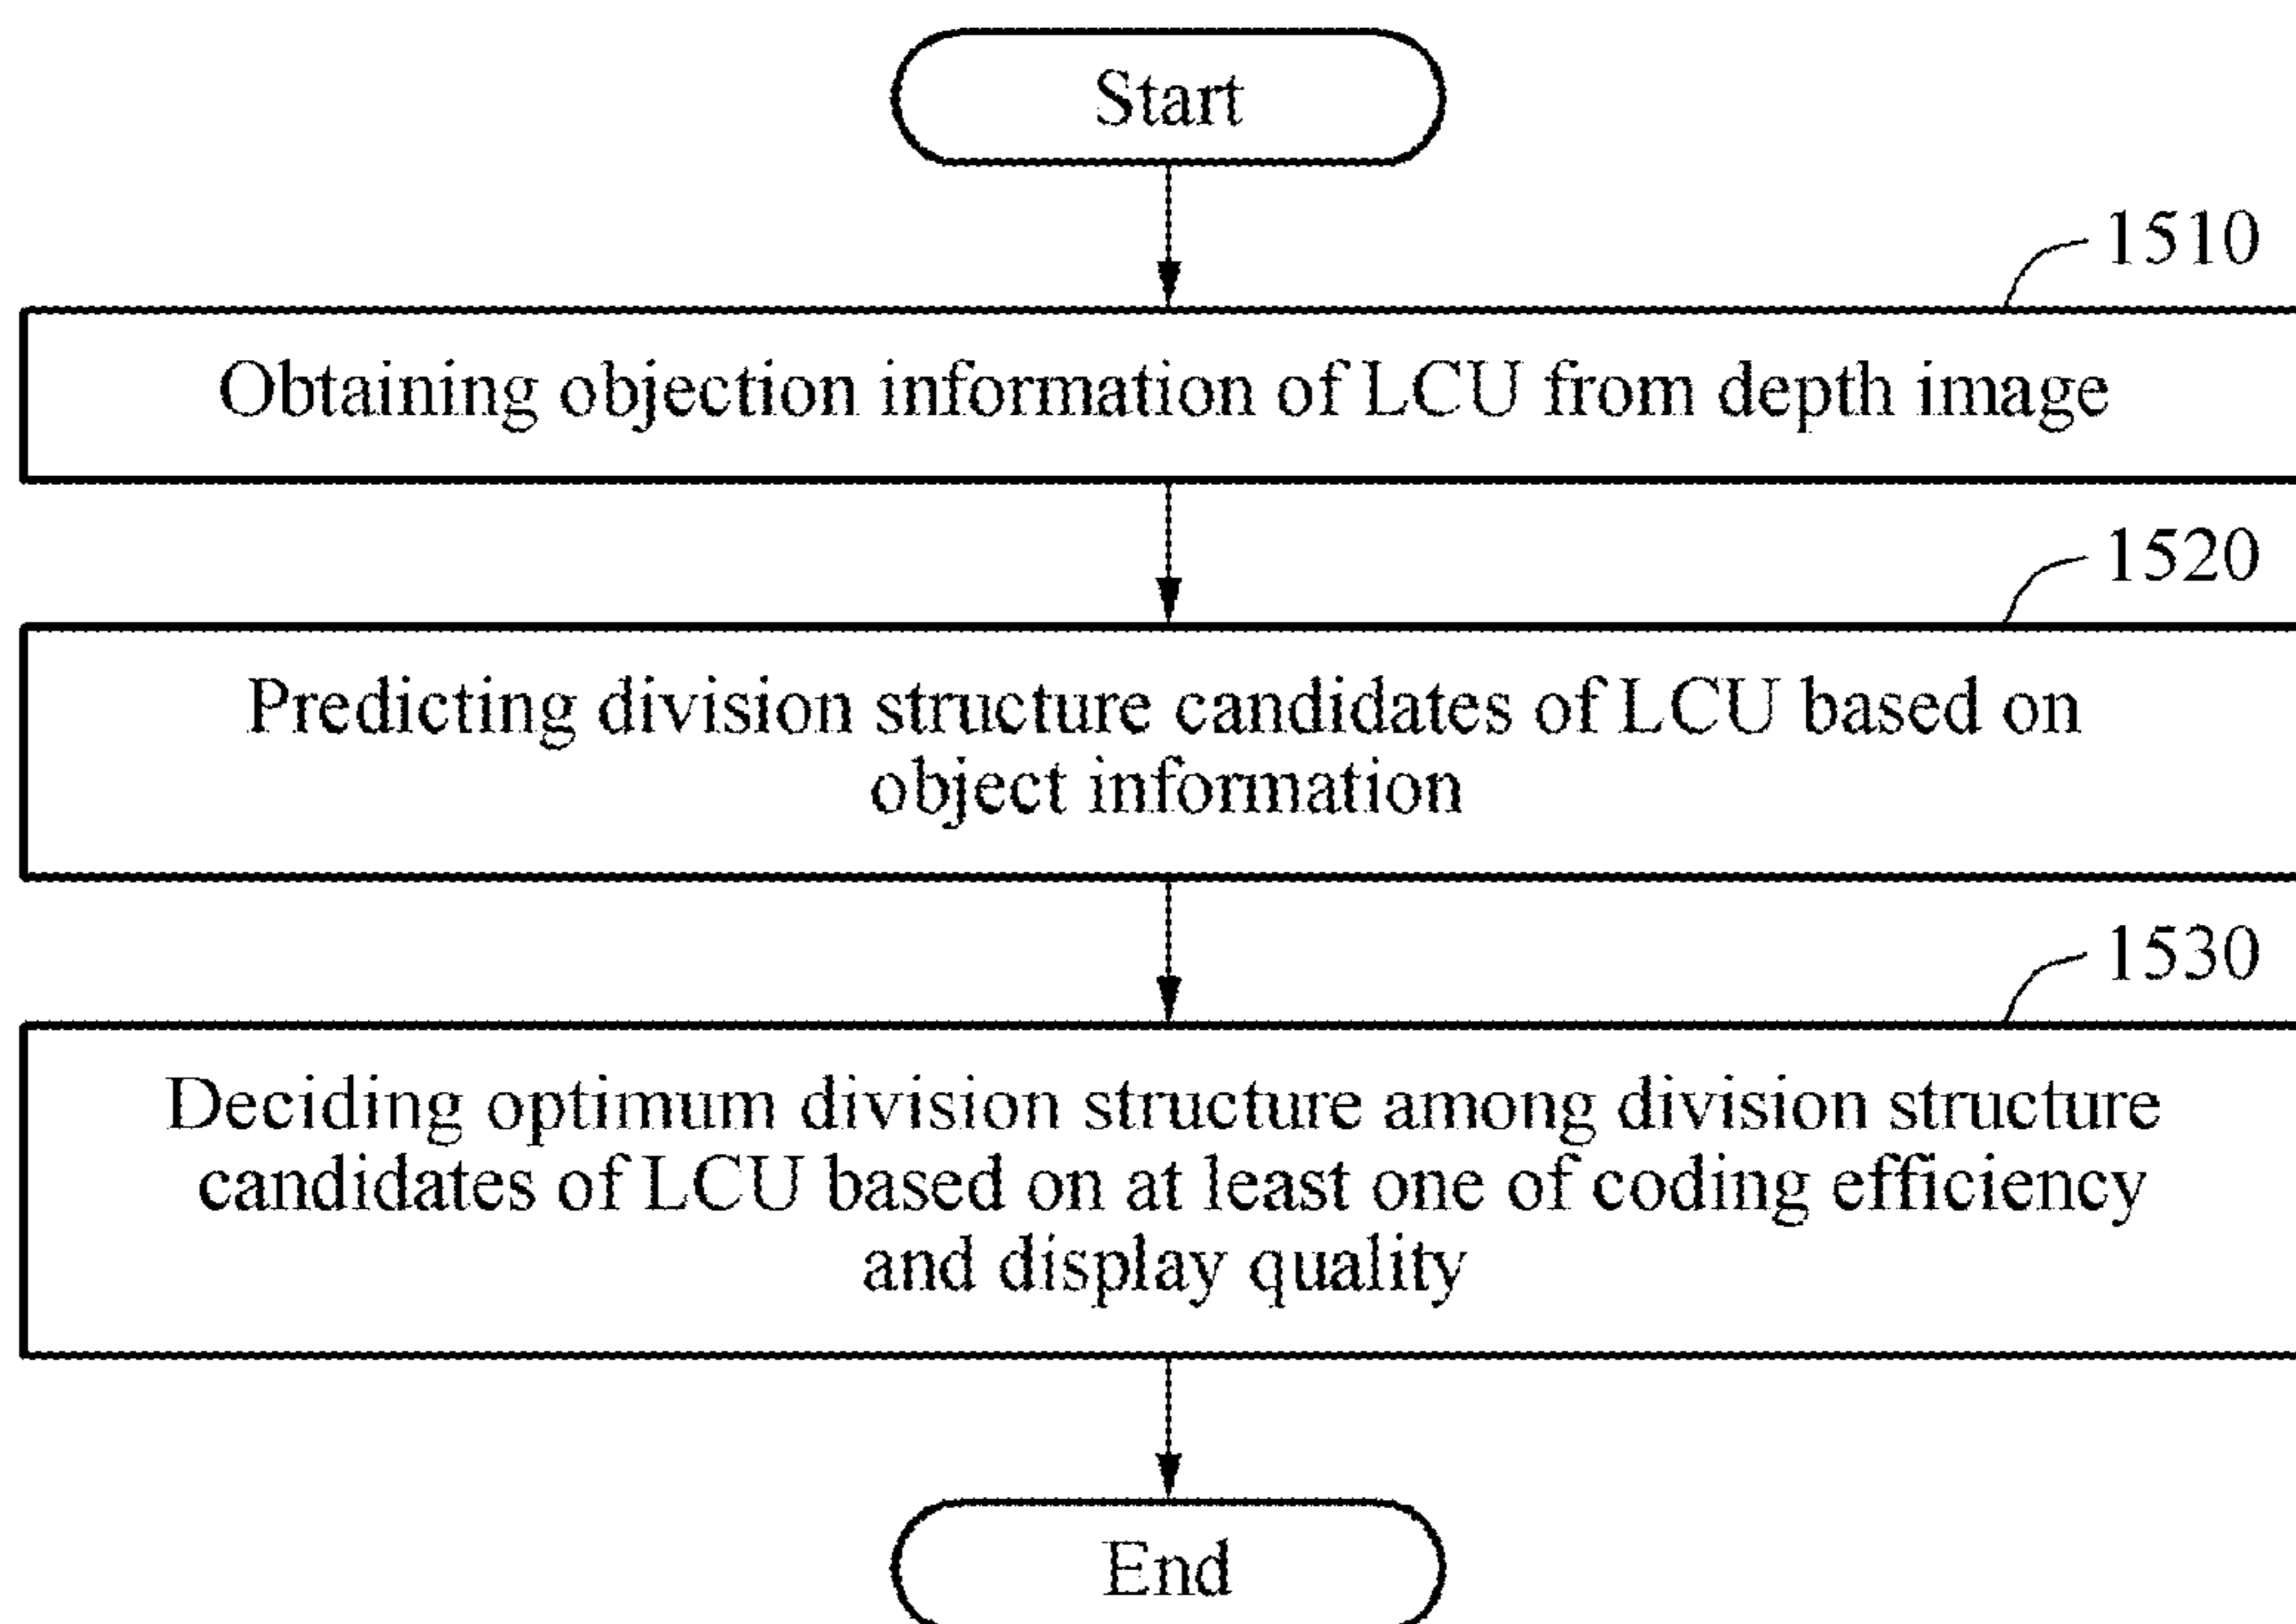 Start
1510
Obtaining objection information of LCU from depth image
1520
Predicting division structure candidates of LCU based on
object information
1530
Deciding optimum division structure among division structure
candidates of LCU based on at least one of coding efficiency
and display quality
End